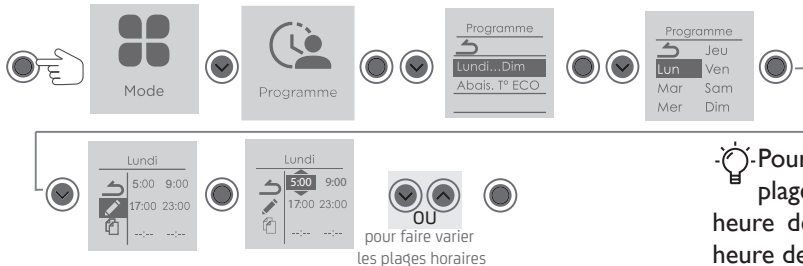 Mode
Programme
Programme
Lundi...Dim
Abais. T° ECO
Programme
Jeu
Lun Ven
Mar Sam
Mer Dim
Lundi
5:00 9:00
17:00 23:00
--:-- --:--
Lundi
5:00 9:00
17:00 23:00
--:-- --:--
OU
pour faire varier
les plages horaires
Pour
plage
heure de
heure de